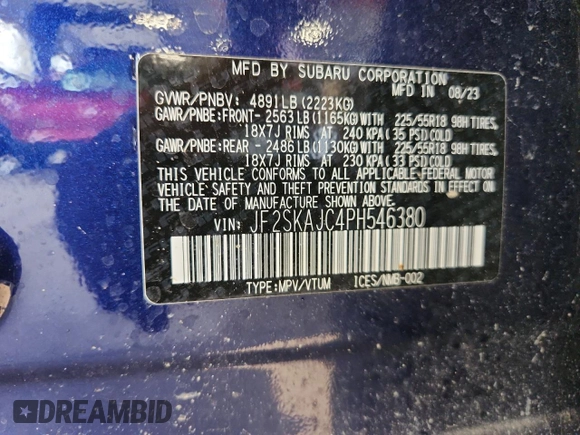 MFD BY SUBARU CORPORATION
MFD IN 08/23
GVWR/PNBV: 4891LB(2223KG)
GAWR/PNBE:FRONT- 2563LB(1165KG)WITH 225/55R18 98H TIRES,
18X7J RIMS AT 240 KPA(35 PSI)COLD
GAWR/PNBE:REAR - 2486LB(1130KG)WITH 225/55R18 98H TIRES,
18X7J RIMS AT 230 KPA(33 PSI)COLD
THIS VEHICLE CONFORMS TO ALL APPLICABLE FEDERAL MOTOR
VEHICLE SAFETY AND THEFT PREVENTION STANDARDS IN EFFECT ON
THE DATE OF MANUFACTURE SHOWN ABOVE.
VIN: JF2SKAJC4PH546380
TYPE:MPV/VTUM ICES/NMB-002
DREAMBID